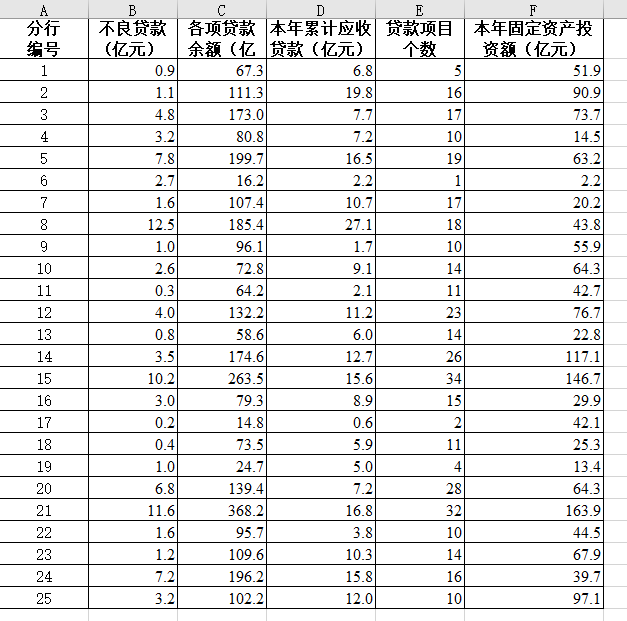 A B C D E F
分行 不良贷款 各项贷款 本年累计应收 贷款项目 本年固定资产投
编号 （亿元） 余额（亿 贷款（亿元） 个数 资额（亿元）
1 0.9 67.3 6.8 5 51.9
2 1.1 111.3 19.8 16 90.9
3 4.8 173.0 7.7 17 73.7
4 3.2 80.8 7.2 10 14.5
5 7.8 199.7 16.5 19 63.2
6 2.7 16.2 2.2 1 2.2
7 1.6 107.4 10.7 17 20.2
8 12.5 185.4 27.1 18 43.8
9 1.0 96.1 1.7 10 55.9
10 2.6 72.8 9.1 14 64.3
11 0.3 64.2 2.1 11 42.7
12 4.0 132.2 11.2 23 76.7
13 0.8 58.6 6.0 14 22.8
14 3.5 174.6 12.7 26 117.1
15 10.2 263.5 15.6 34 146.7
16 3.0 79.3 8.9 15 29.9
17 0.2 14.8 0.6 2 42.1
18 0.4 73.5 5.9 11 25.3
19 1.0 24.7 5.0 4 13.4
20 6.8 139.4 7.2 28 64.3
21 11.6 368.2 16.8 32 163.9
22 1.6 95.7 3.8 10 44.5
23 1.2 109.6 10.3 14 67.9
24 7.2 196.2 15.8 16 39.7
25 3.2 102.2 12.0 10 97.1